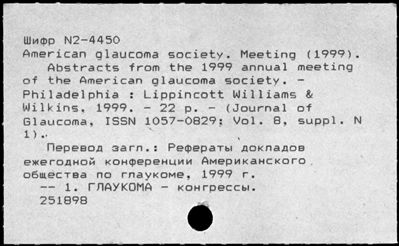 Шифр N2-4450
American glaucoma society. Meeting (1999).
Abstracts from the 1999 annual meeting
of the American glaucoma society. -
Philadelphia : Lippincott Williams &
Wilkins, 1999. - 22 p. - (Journal of
Glaucoma, ISSN 1057-0829; Vol. 8, suppl. N
1).
Перевод загл.: Рефераты докладов
ежегодной конференции Американского
общества по глаукоме, 1999 г.
-- 1. ГЛАУКОМА - конгрессы.
251898